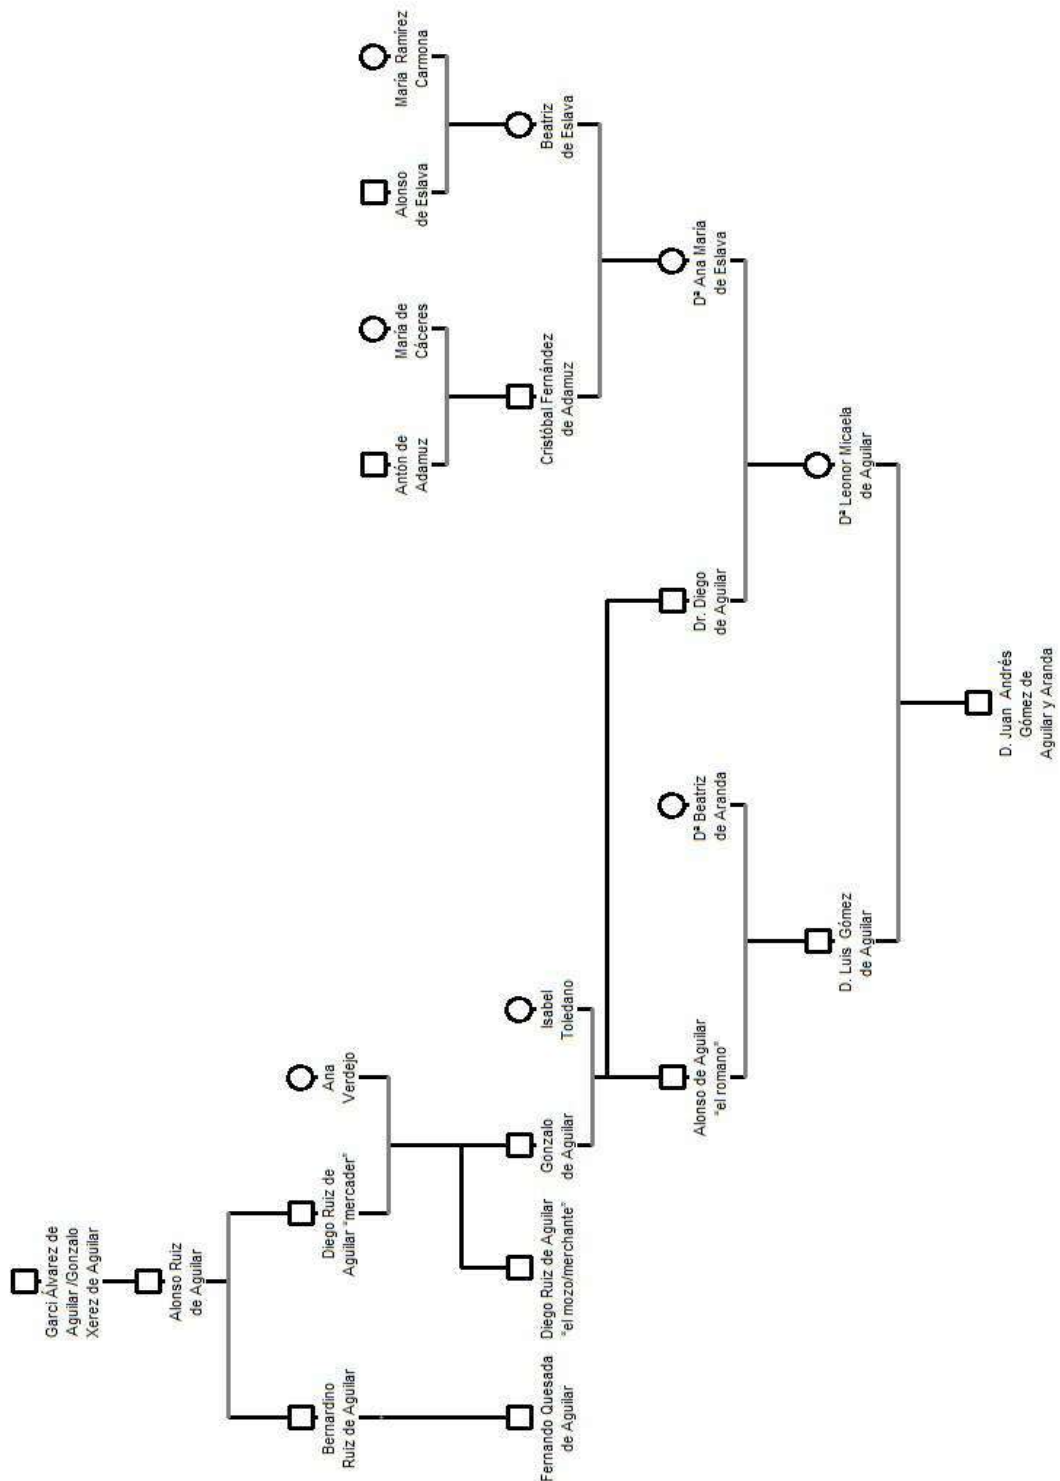 Garci Álvarez de
Aguilar /Gonzalo
Xerez de Aguilar
Alonso Ruiz
de Aguilar
Bernardino
Ruiz de Aguilar
Diego Ruiz de
Aguilar "mercader"
Ana
Verdejo
Antón de
Adamuz
María de
Cáceres
Alonso
de Eslava
María Ramírez
Carmona
Fernando Quesada
de Aguilar
Diego Ruiz de Aguilar
"el mozo/merchante"
Gonzalo
de Aguilar
Isabel
Toledano
Cristóbal Fernández
de Adamuz
Beatriz
de Eslava
Alonso de Aguilar
"el romano"
Dª Beatriz
de Aranda
Dr. Diego
de Aguilar
Dª Ana María
de Eslava
D. Luis Gómez
de Aguilar
Dª Leonor Micaela
de Aguilar
D. Juan Andrés
Gómez de
Aguilar y Aranda